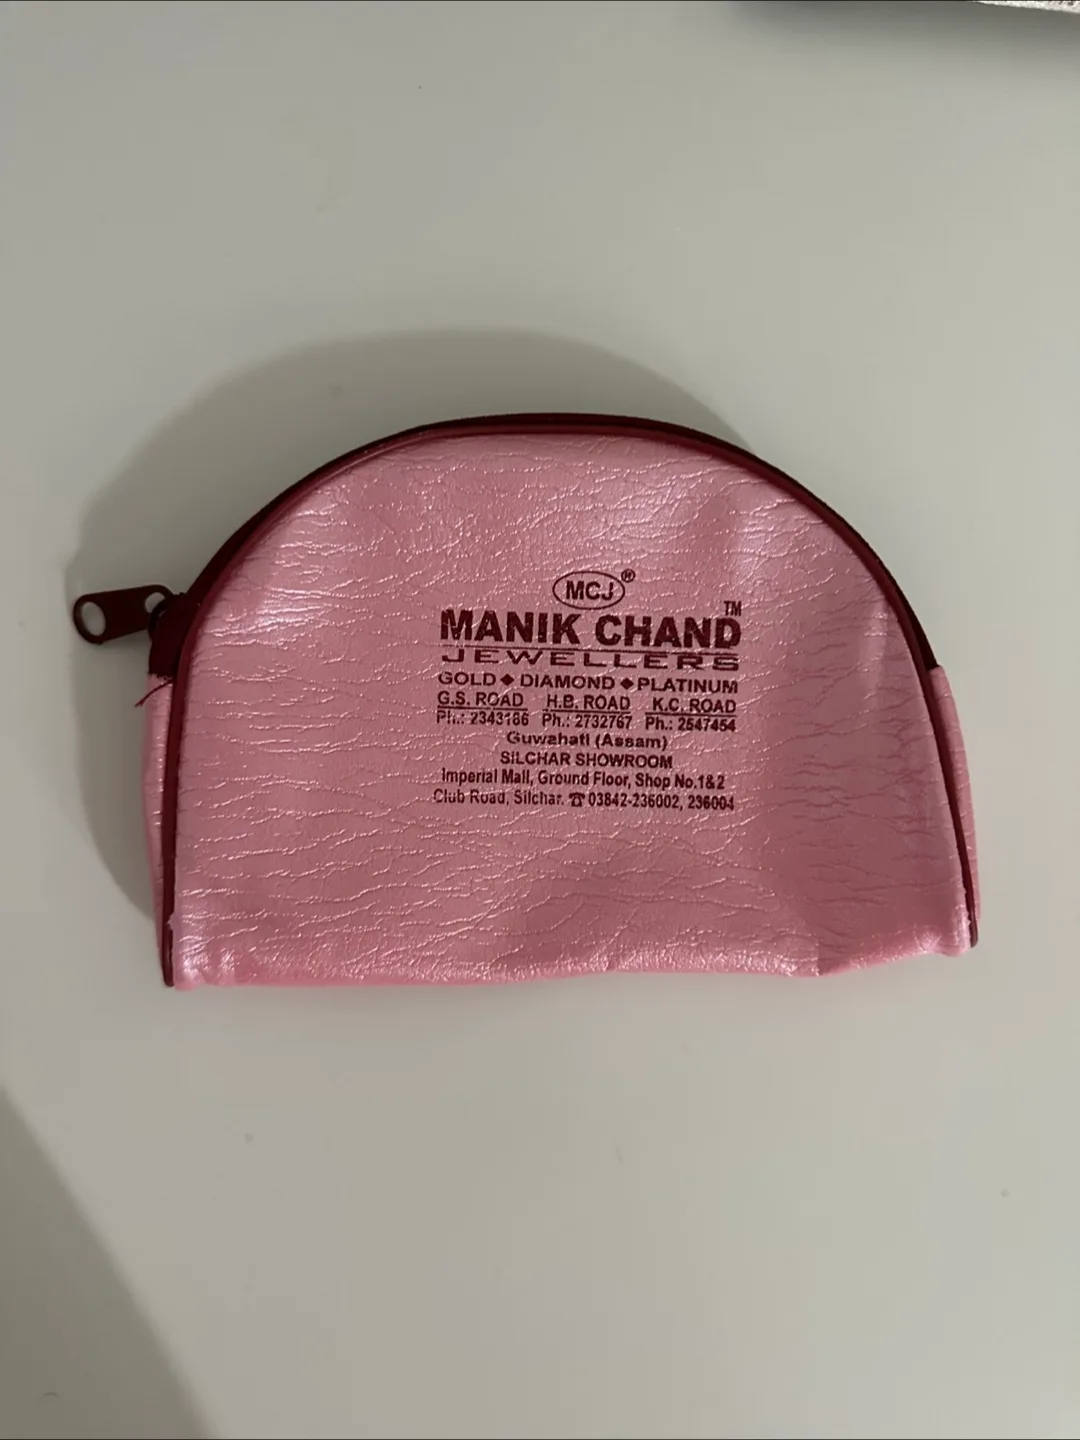 MCJ®
MANIK CHAND™
JEWELLERS
GOLD ◆ DIAMOND ◆ PLATINUM
G.S. ROAD H.B. ROAD K.C. ROAD
Ph.: 2343186 Ph.: 2732767 Ph.: 2547454
Guwahati (Assam)
SILCHAR SHOWROOM
Imperial Mall, Ground Floor, Shop No.1&2
Club Road, Silchar. ☎ 03842-236002, 236004